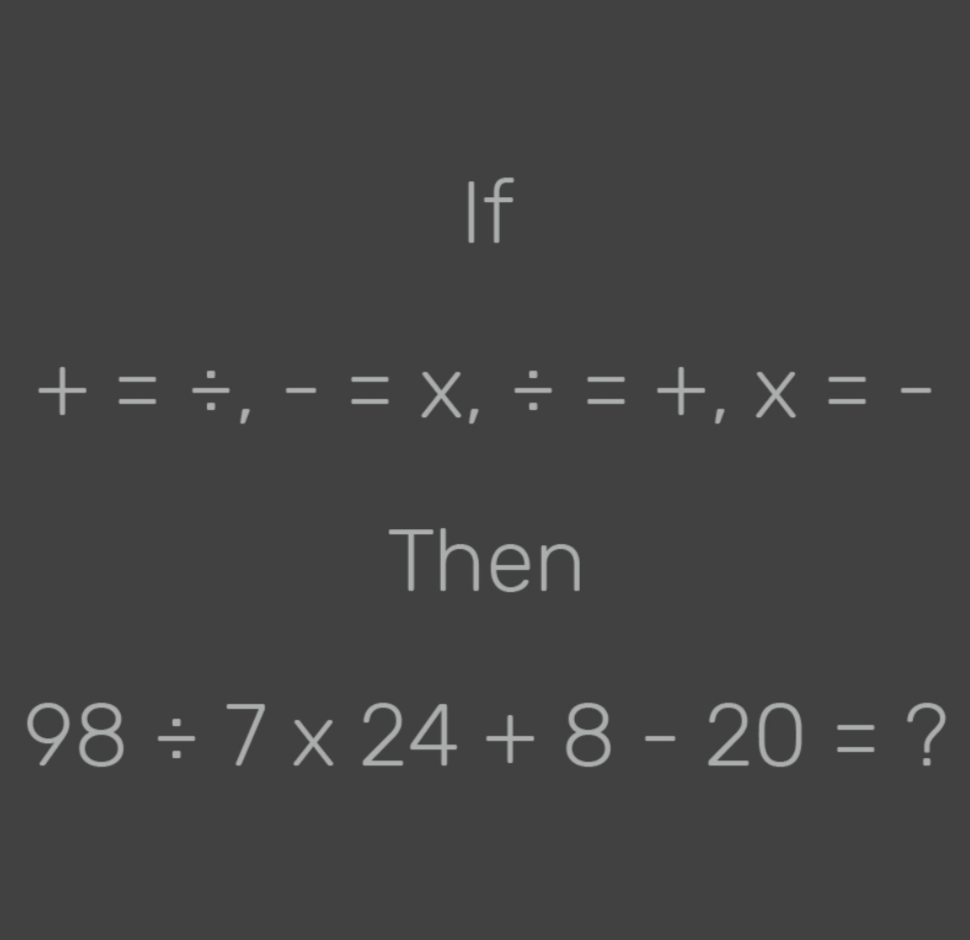 If
+ = ÷, - = x, ÷ = +, x = -
Then
98 ÷ 7 x 24 + 8 - 20 = ?